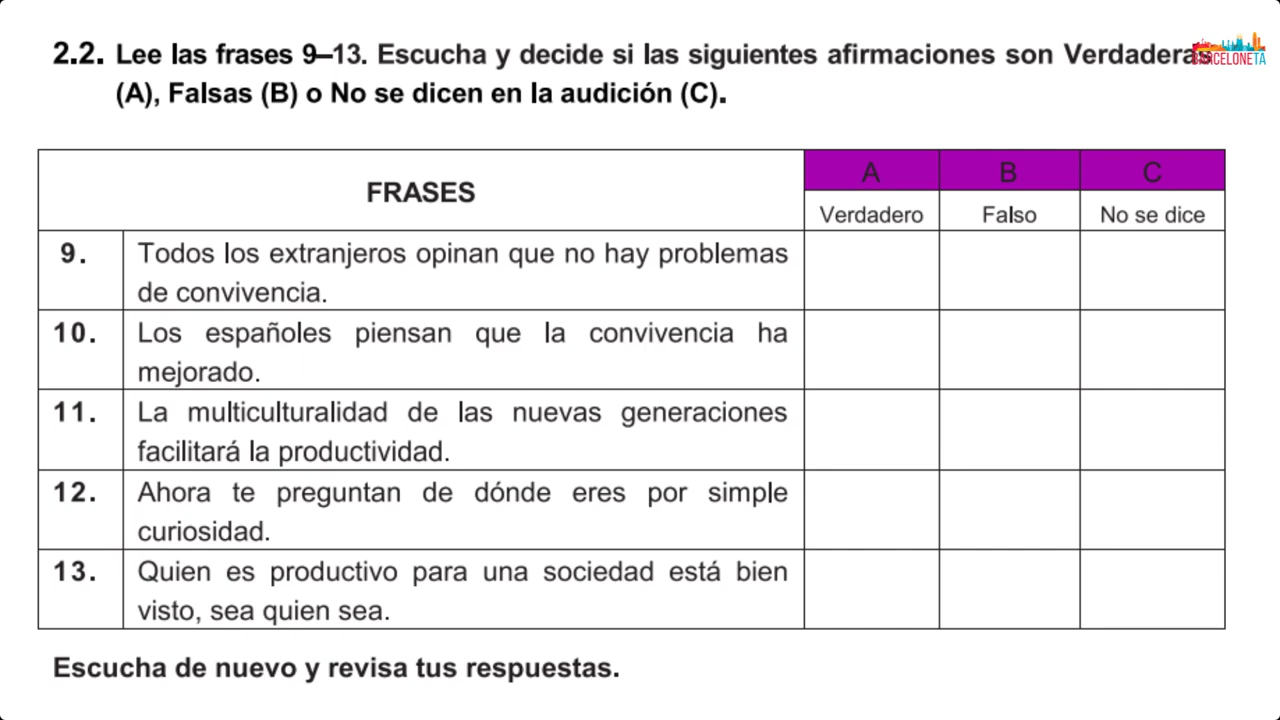 2.2. Lee las frases 9–13. Escucha y decide si las siguientes afirmaciones son Verdaderas
BARCELONETA
(A), Falsas (B) o No se dicen en la audición (C).
FRASES
A
B
C
Verdadero
Falso
No se dice
9.
Todos los extranjeros opinan que no hay problemas
de convivencia.
10.
Los españoles piensan que la convivencia ha
mejorado.
11.
La multiculturalidad de las nuevas generaciones
facilitará la productividad.
12.
Ahora te preguntan de dónde eres por simple
curiosidad.
13.
Quien es productivo para una sociedad está bien
visto, sea quien sea.
Escucha de nuevo y revisa tus respuestas.